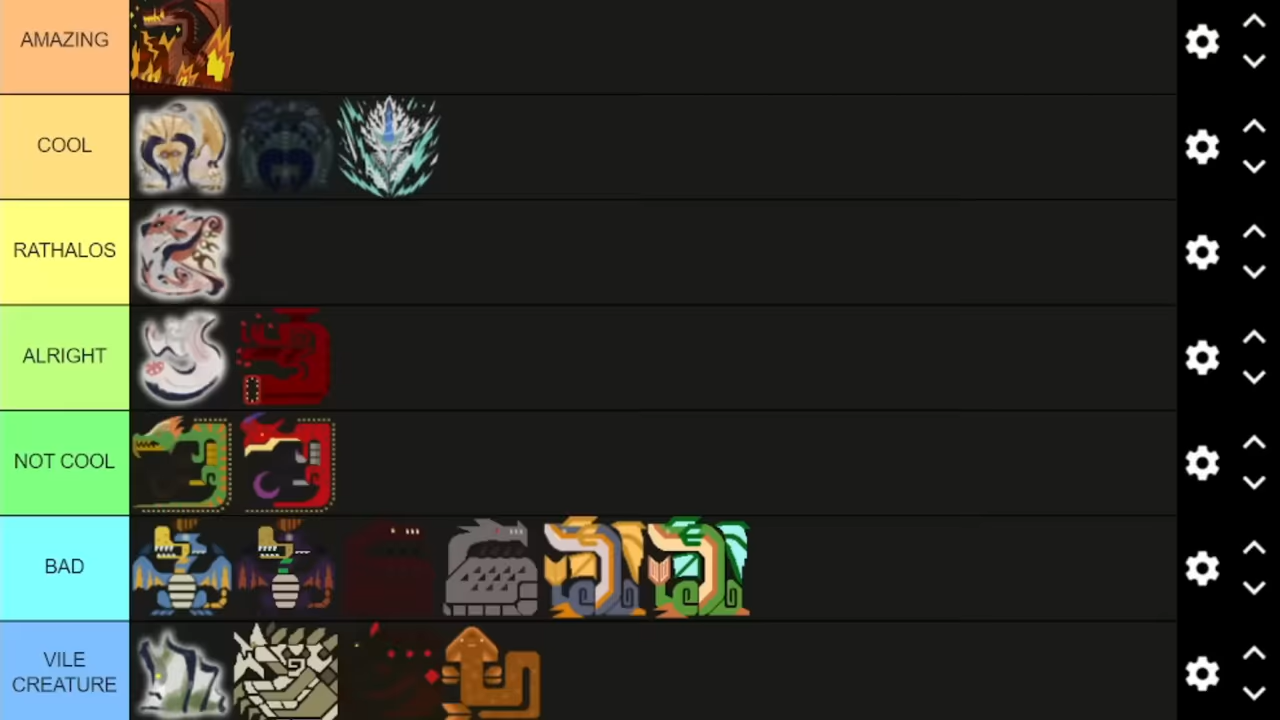 AMAZING
COOL
RATHALOS
ALRIGHT
NOT COOL
BAD
VILE
CREATURE